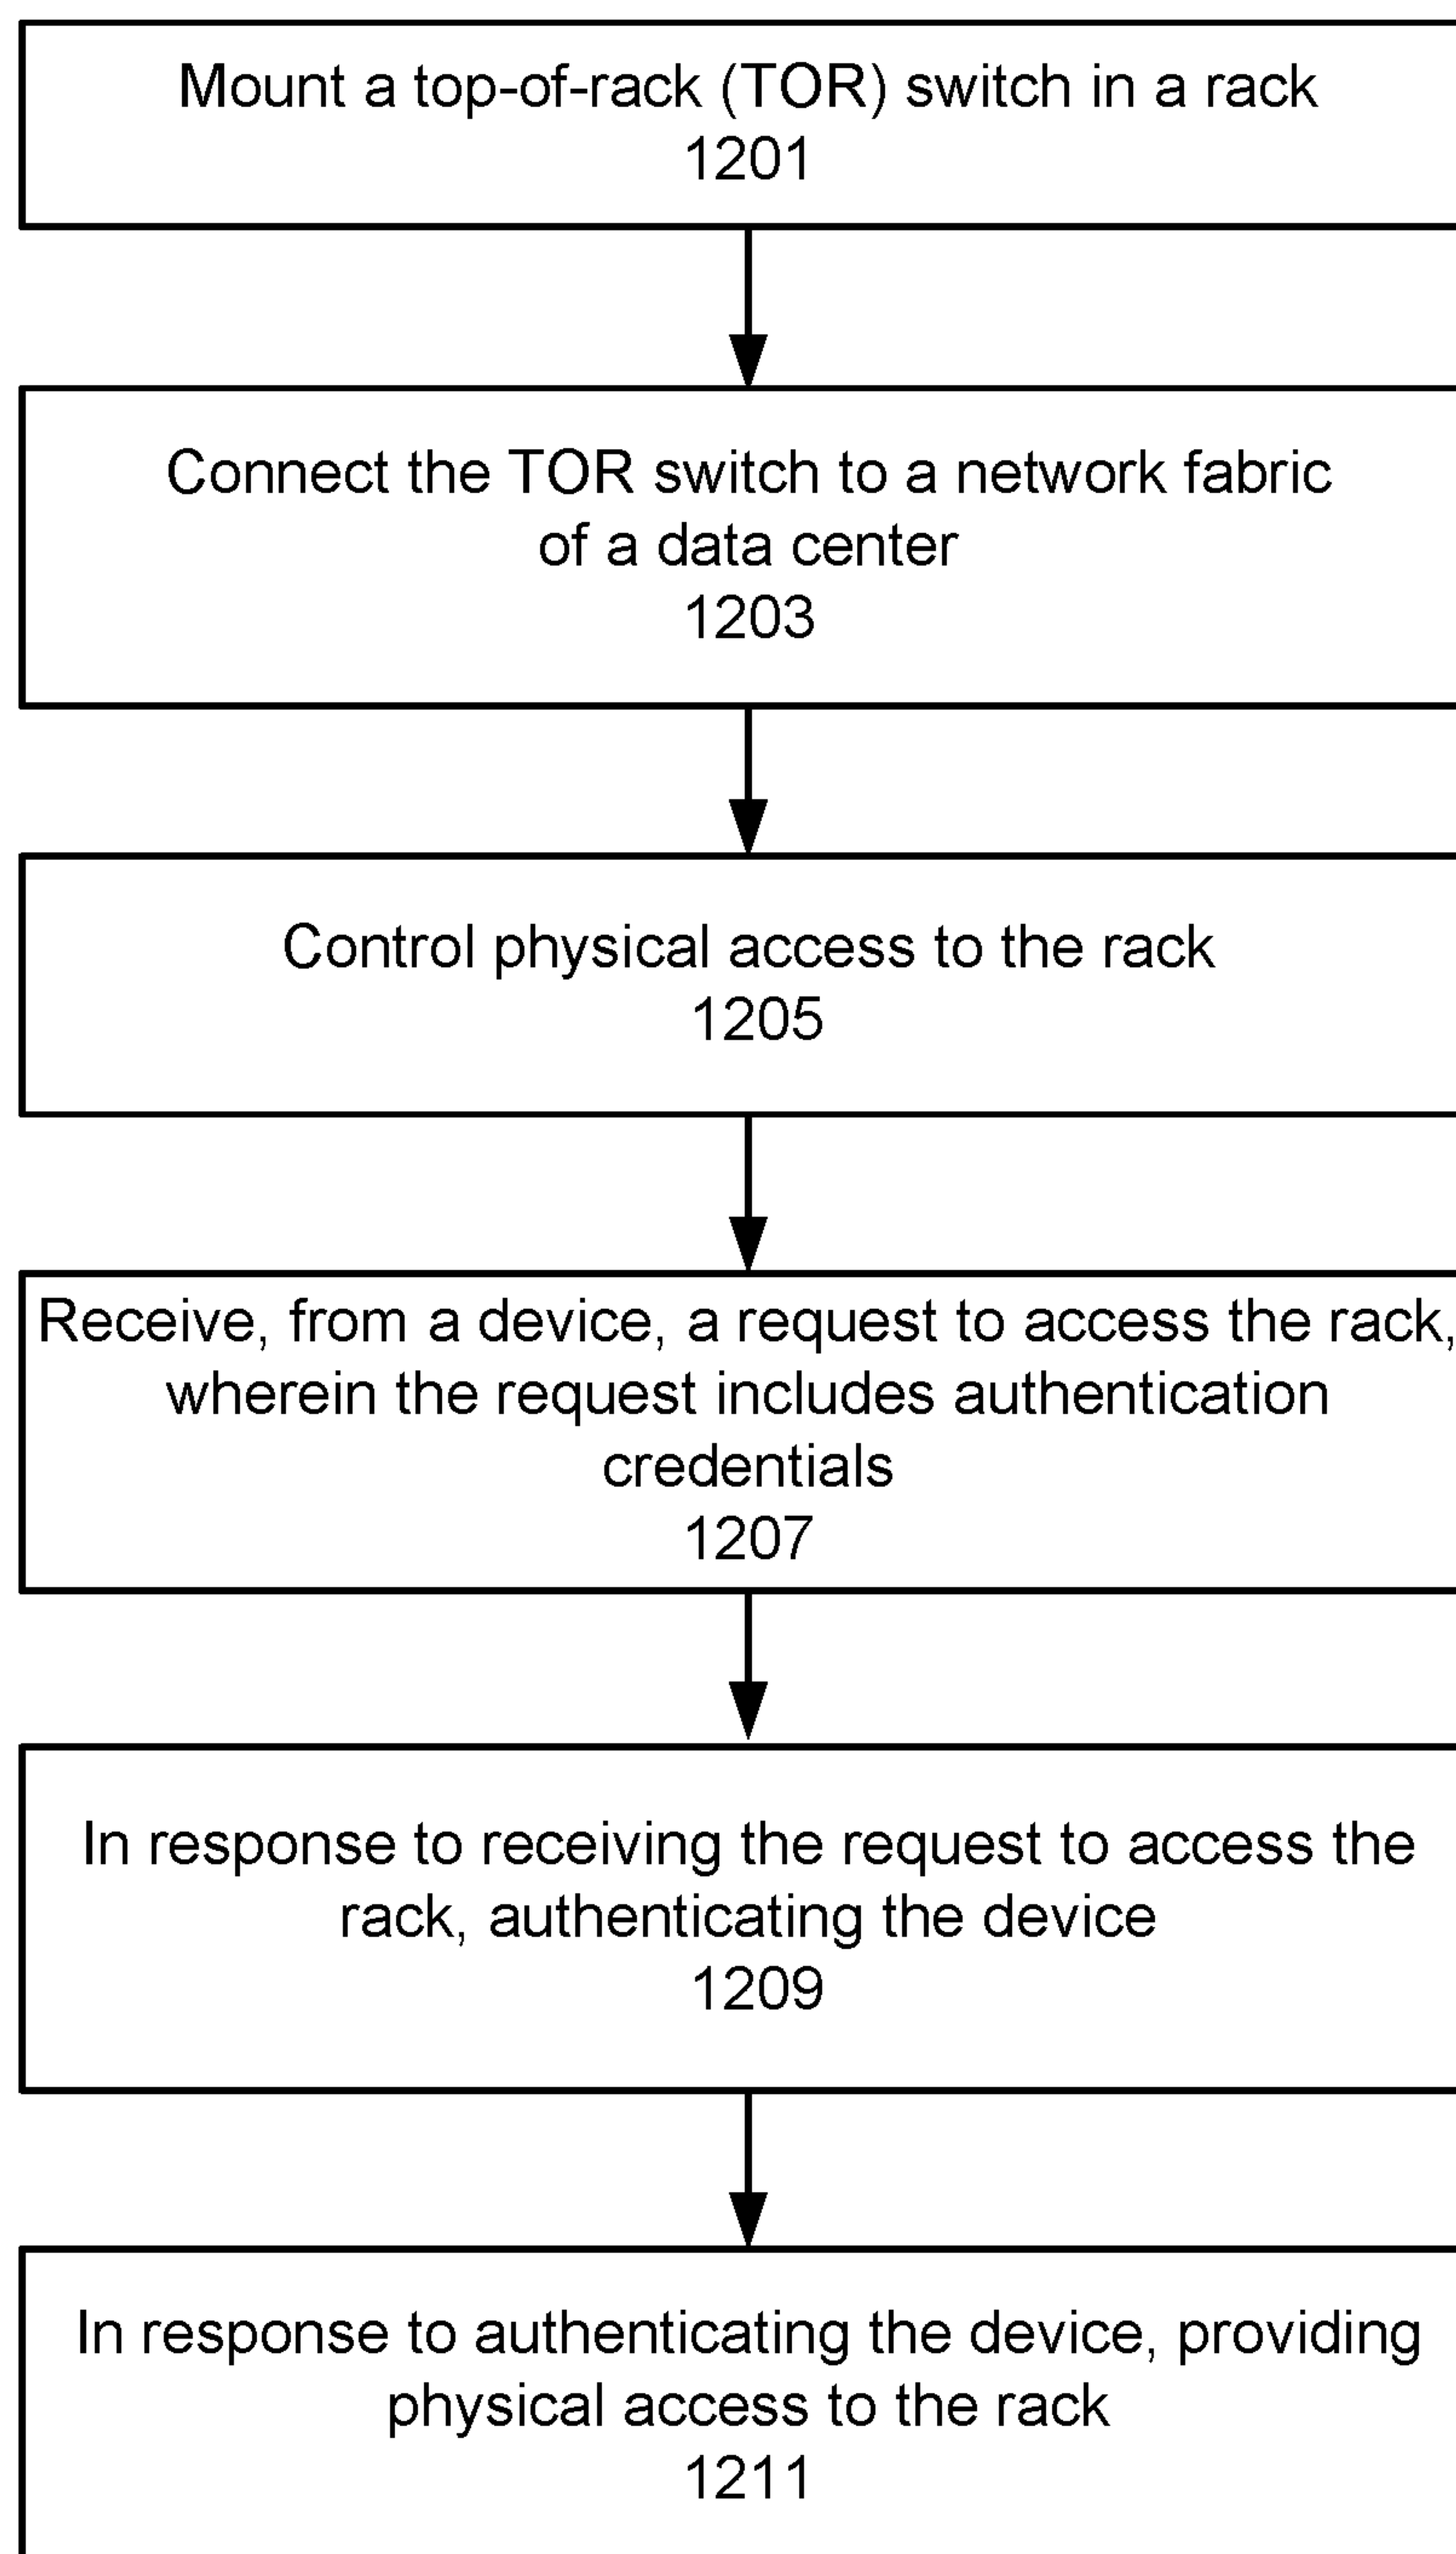 Mount a top-of-rack (TOR) switch in a rack
1201
Connect the TOR switch to a network fabric
of a data center
1203
Control physical access to the rack
1205
Receive, from a device, a request to access the rack,
wherein the request includes authentication
credentials
1207
In response to receiving the request to access the
rack, authenticating the device
1209
In response to authenticating the device, providing
physical access to the rack
1211